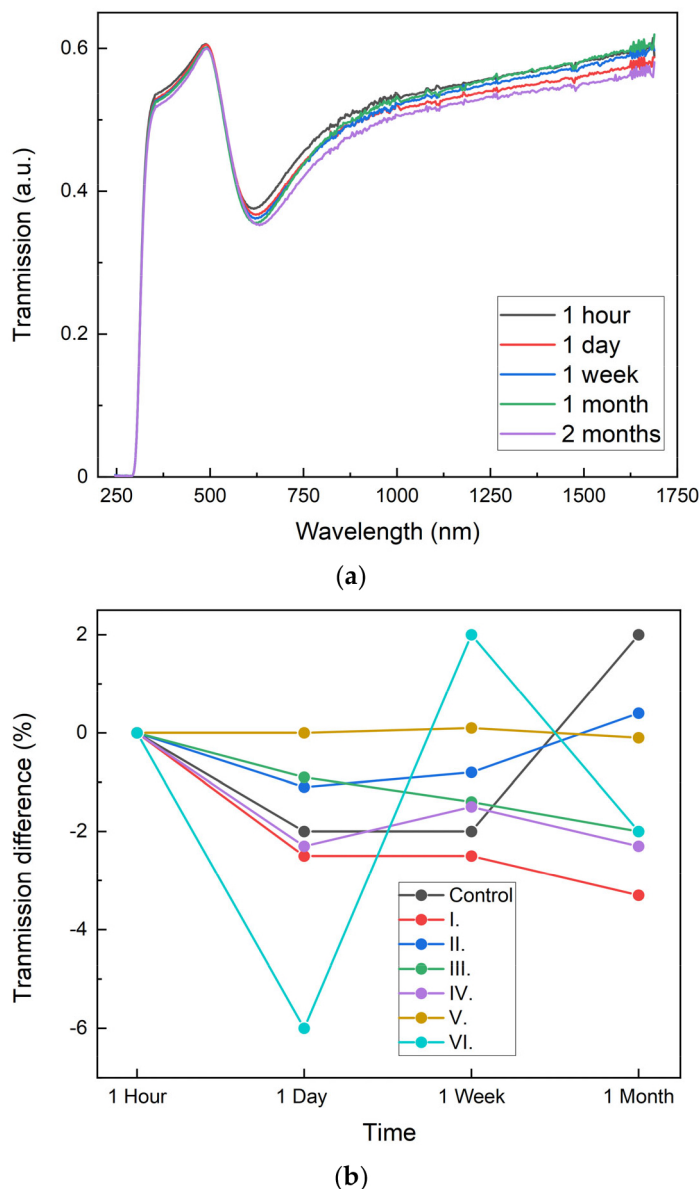 Tranmission (a.u.)
0.6
0.4
0.2
0
1 hour
1 day
1 week
1 month
2 months
250 500 750 1000 1250 1500 1750
Wavelength (nm)
(a)
Tranmission difference (%)
2
0
-2
-4
-6
Control
I.
II.
III.
IV.
V.
VI.
1 Hour 1 Day 1 Week 1 Month
Time
(b)